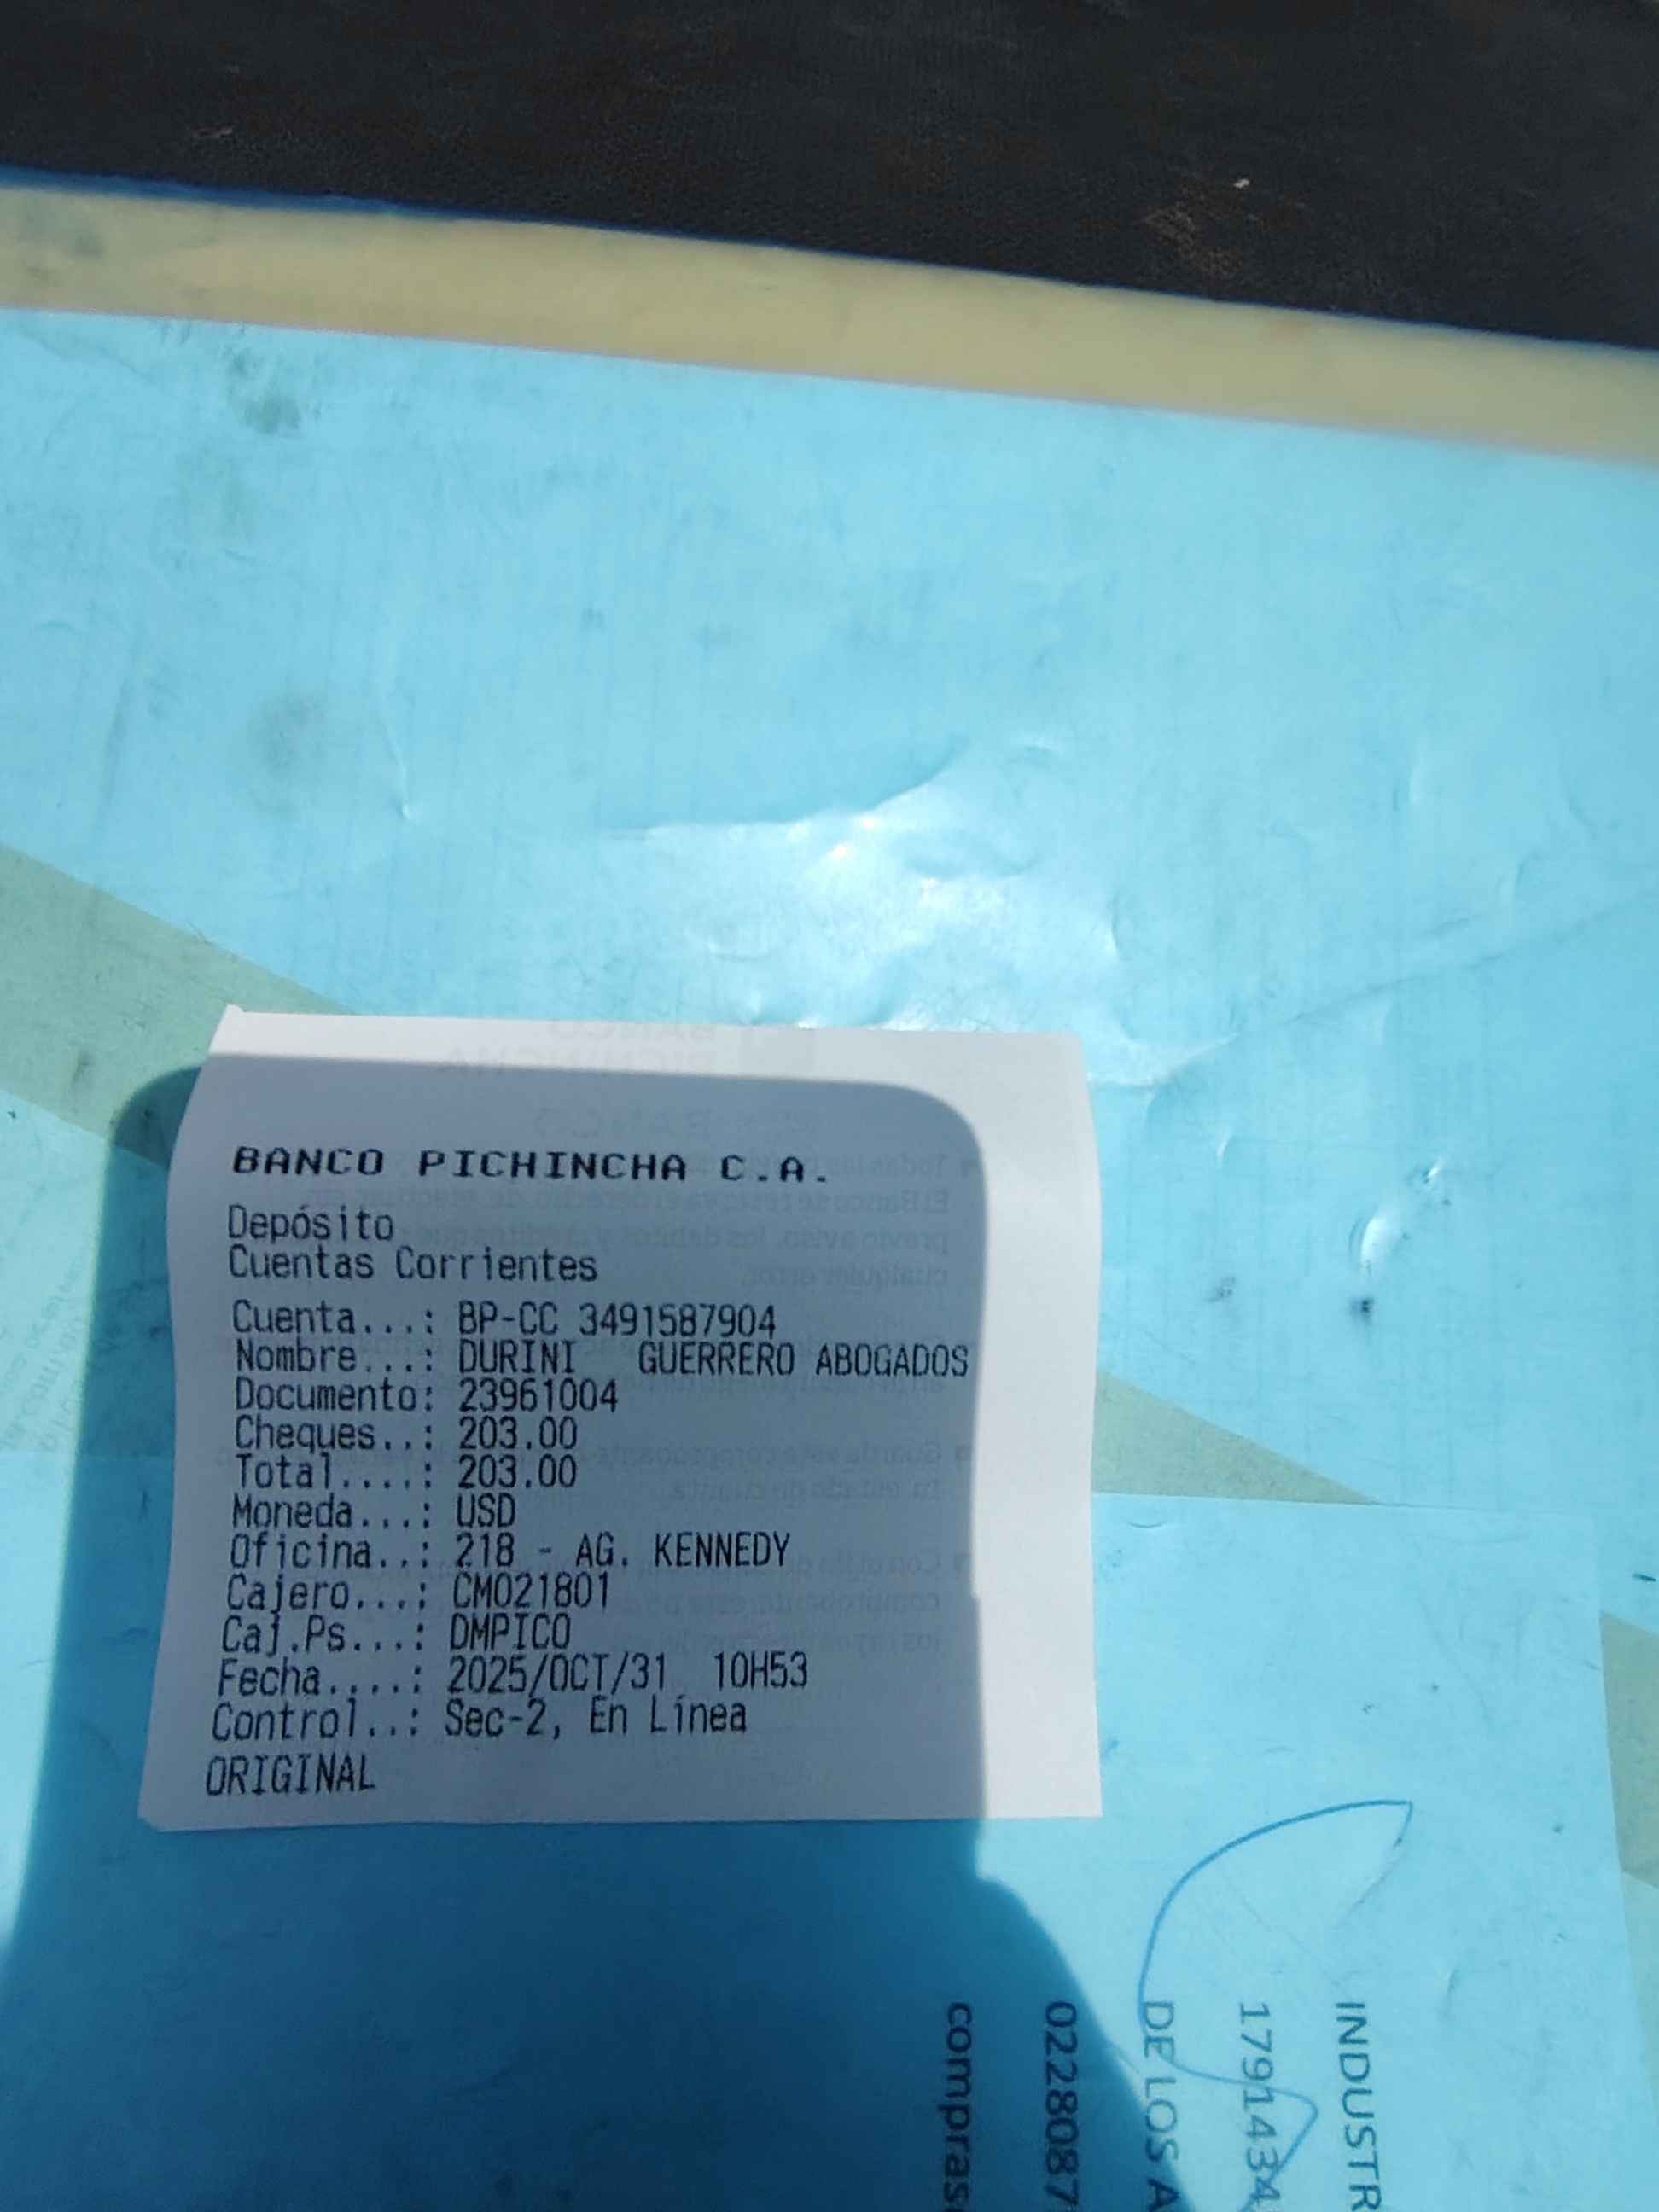 BANCO PICHINCHA C.A.
Depósito
Cuentas Corrientes
Cuenta...: BP-CC 3491587904
Nombre...: DURINI   GUERRERO ABOGADOS
Documento: 23961004
Cheques..: 203.00
Total....: 203.00
Moneda...: USD
Oficina..: 218 - AG. KENNEDY
Cajero...: CM021801
Caj.Ps...: DMPICO
Fecha....: 2025/OCT/31  10H53
Control..: Sec-2, En Línea
ORIGINAL
INDUSTR
17911434
DE LOS A
0228087
compras